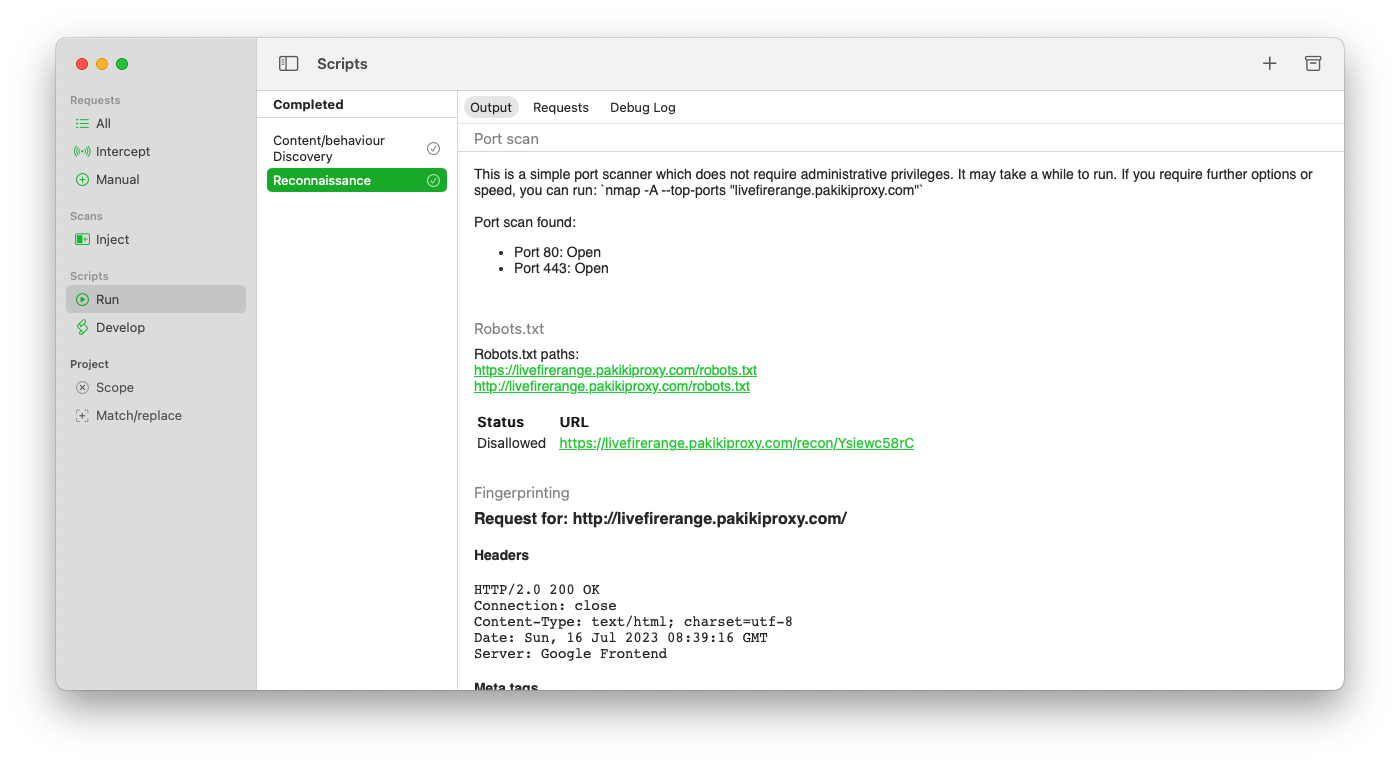 Scripts
Requests
All
Intercept
Manual
Scans
Inject
Scripts
Run
Develop
Project
Scope
Match/replace
Completed
Content/behaviour
Discovery
Reconnaissance
Output Requests Debug Log
Port scan
This is a simple port scanner which does not require administrative privileges. It may take a while to run. If you require further options or
speed, you can run: `nmap -A --top-ports "livefirerange.pakikiproxy.com"`
Port scan found:
• Port 80: Open
• Port 443: Open
Robots.txt
Robots.txt paths:
https://livefirerange.pakikiproxy.com/robots.txt
http://livefirerange.pakikiproxy.com/robots.txt
Status URL
Disallowed https://livefirerange.pakikiproxy.com/recon/Ysiewc58rC
Fingerprinting
Request for: http://livefirerange.pakikiproxy.com/
Headers
HTTP/2.0 200 OK
Connection: close
Content-Type: text/html; charset=utf-8
Date: Sun, 16 Jul 2023 08:39:16 GMT
Server: Google Frontend
Meta tags